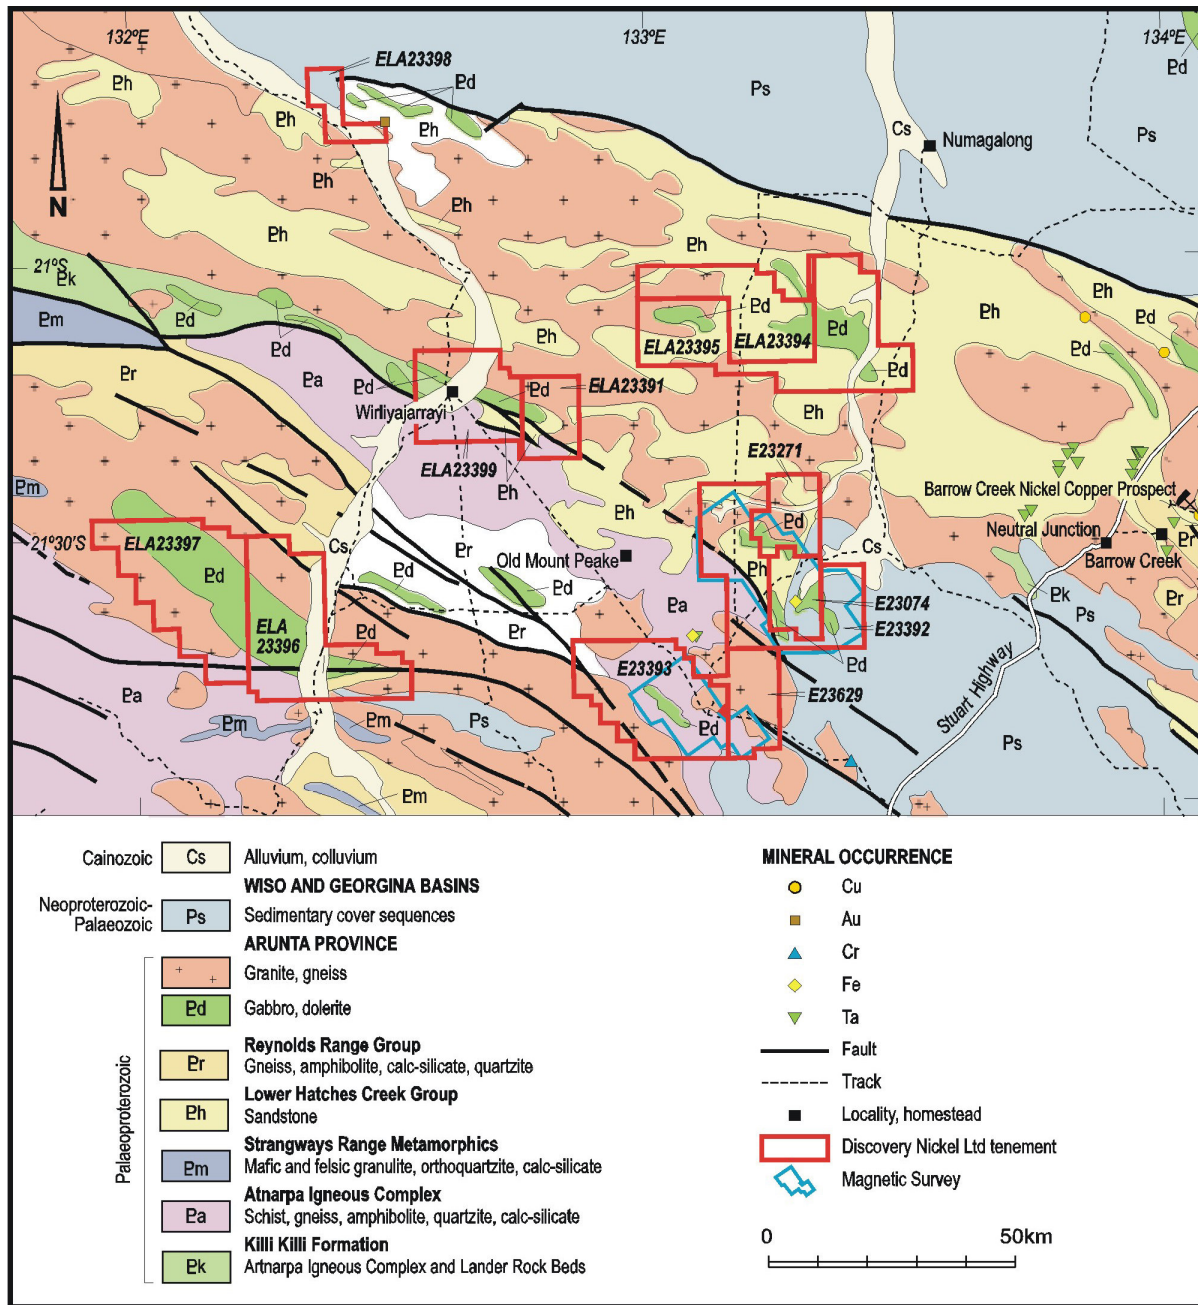 132ºE
133ºE
134ºE
ELA23398
Ph
Pd
Pd
Ph
Ph
Ps
Cs
Numagalong
Ps
N
Ph
Ph
Ph
Ph
21ºS
Pk
Pm
Pd
Pd
Pa
Pr
Ph
Pd
ELA23395
ELA23394
Pd
Pd
Ph
Ph
Ph
Pd
Pd
Wirliyajarrayi
Pd
ELA23391
ELA23399
Ph
Ph
Pm
E23271
Barrow Creek Nickel Copper Prospect
Neutral Junction
Barrow Creek
Pr
21º30'S
ELA23397
Pd
Cs
Pr
Old Mount Peake
Pd
Pd
Pr
Ph
Pd
Cs
Pa
E23074
E23392
Pd
Pk
Ps
Pr
ELA
23396
Pd
E23393
E23629
Pd
Pa
Pm
Pm
Ps
Pm
Stuart Highway
Ps
Cainozoic
Cs
Alluvium, colluvium
WISO AND GEORGINA BASINS
Neoproterozoic-
Palaeozoic
Ps
Sedimentary cover sequences
ARUNTA PROVINCE
Granite, gneiss
Pd
Gabbro, dolerite
Reynolds Range Group
Pr
Gneiss, amphibolite, calc-silicate, quartzite
Lower Hatches Creek Group
Ph
Sandstone
Strangways Range Metamorphics
Pm
Mafic and felsic granulite, orthoquartzite, calc-silicate
Atnarpa Igneous Complex
Pa
Schist, gneiss, amphibolite, quartzite, calc-silicate
Killi Killi Formation
Pk
Artnarpa Igneous Complex and Lander Rock Beds
Palaeoproterozoic
MINERAL OCCURRENCE
Cu
Au
Cr
Fe
Ta
Fault
Track
Locality, homestead
Discovery Nickel Ltd tenement
Magnetic Survey
0
50km